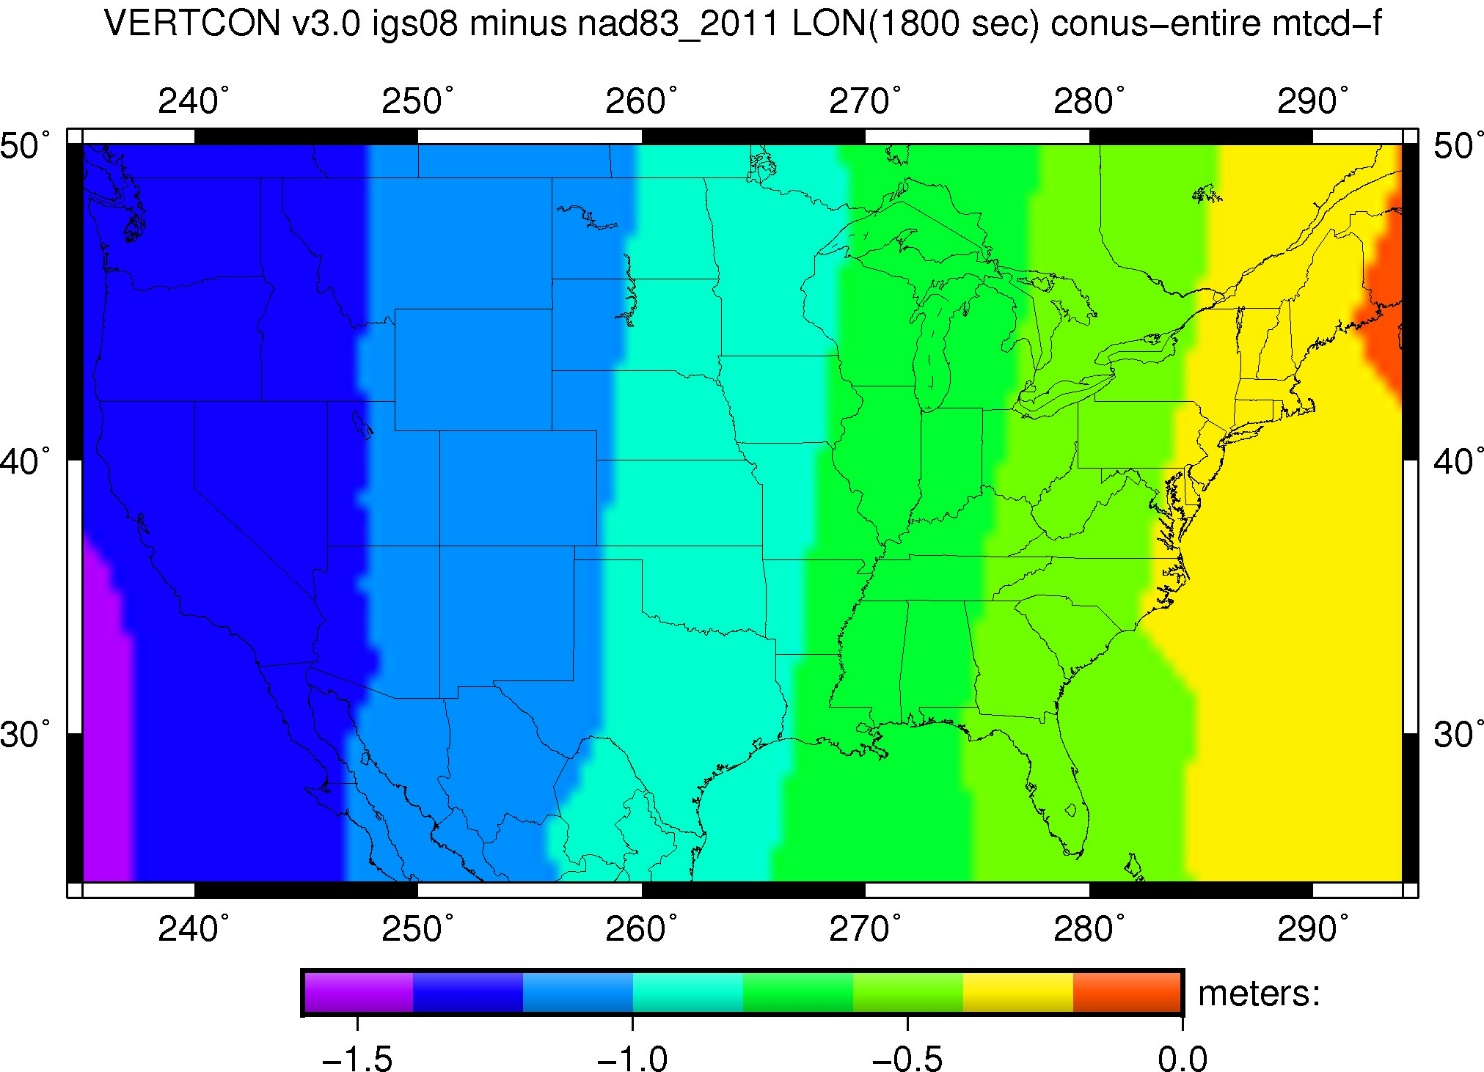 VERTCON v3.0 igs08 minus nad83_2011 LON(1800 sec) conus−entire mtcd−f
240˚ 250˚ 260˚ 270˚ 280˚ 290˚
50˚ 50˚
40˚ 40˚
30˚ 30˚
240˚ 250˚ 260˚ 270˚ 280˚ 290˚
meters:
−1.5 −1.0 −0.5 0.0